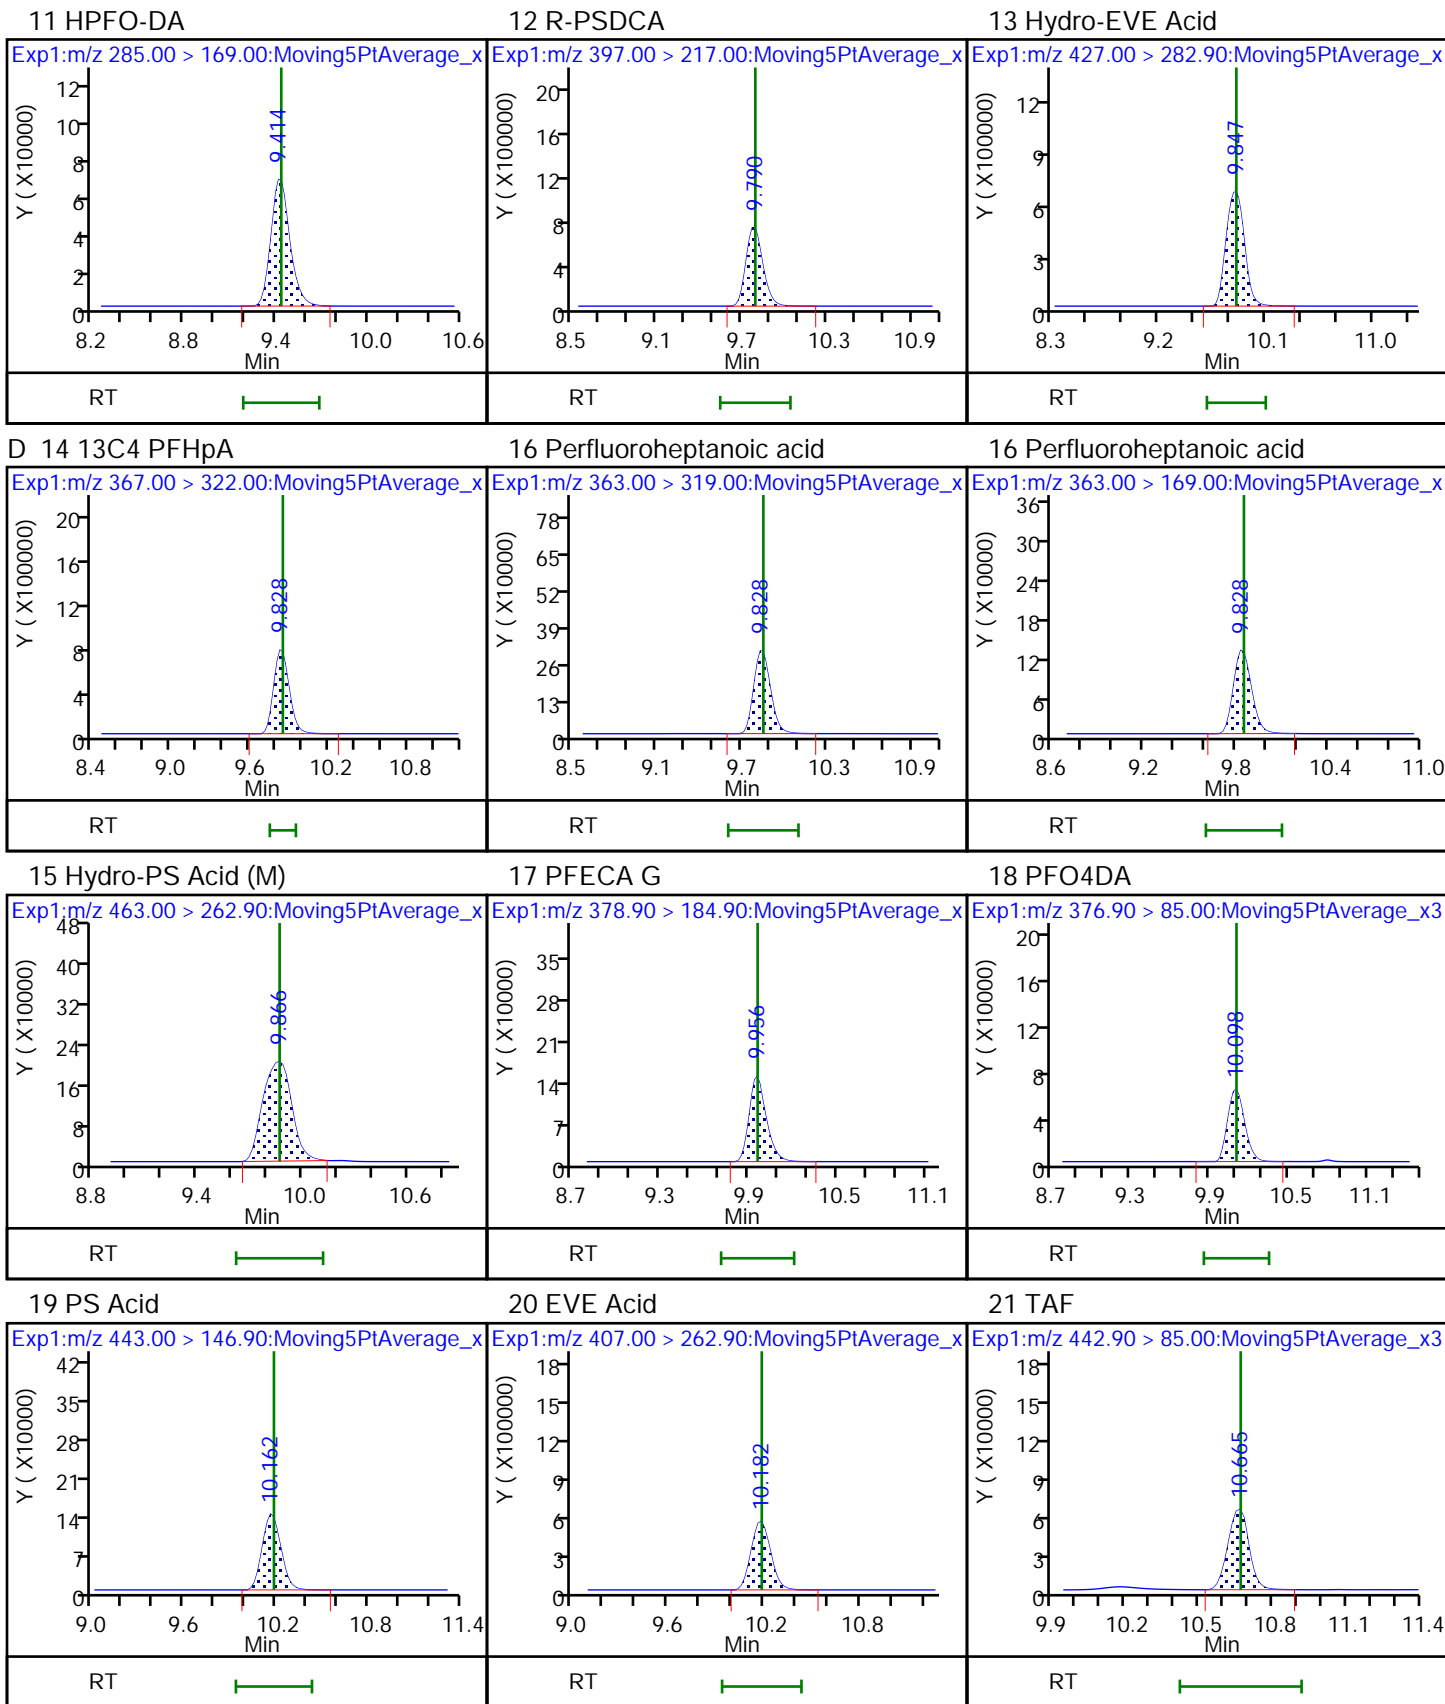 11 HPFO-DA
Exp1:m/z 285.00 > 169.00:Moving5PtAverage_x
Y ( X100000)
12
10
8
6
4
2
0
9.414
8.2 8.8 9.4 10.0 10.6
Min
RT
12 R-PSDCA
Exp1:m/z 397.00 > 217.00:Moving5PtAverage_x
Y ( X100000)
20
16
12
8
4
0
9.790
8.5 9.1 9.7 10.3 10.9
Min
RT
13 Hydro-EVE Acid
Exp1:m/z 427.00 > 282.90:Moving5PtAverage_x
Y ( X100000)
12
9
6
3
0
9.847
8.3 9.2 10.1 11.0
Min
RT
D 14 13C4 PFHpA
Exp1:m/z 367.00 > 322.00:Moving5PtAverage_x
Y ( X100000)
20
16
12
8
4
0
9.828
8.4 9.0 9.6 10.2 10.8
Min
RT
16 Perfluoroheptanoic acid
Exp1:m/z 363.00 > 319.00:Moving5PtAverage_x
Y ( X10000)
78
65
52
39
26
13
0
9.828
8.5 9.1 9.7 10.3 10.9
Min
RT
16 Perfluoroheptanoic acid
Exp1:m/z 363.00 > 169.00:Moving5PtAverage_x
Y ( X10000)
36
30
24
18
12
6
0
9.828
8.6 9.2 9.8 10.4 11.0
Min
RT
15 Hydro-PS Acid (M)
Exp1:m/z 463.00 > 262.90:Moving5PtAverage_x
Y ( X10000)
48
40
32
24
16
8
0
9.866
8.8 9.4 10.0 10.6
Min
RT
17 PFECA G
Exp1:m/z 378.90 > 184.90:Moving5PtAverage_x
Y ( X10000)
35
28
21
14
7
0
9.956
8.7 9.3 9.9 10.5 11.1
Min
RT
18 PFO4DA
Exp1:m/z 376.90 > 85.00:Moving5PtAverage_x3
Y ( X10000)
20
16
12
8
4
0
10.098
8.7 9.3 9.9 10.5 11.1
Min
RT
19 PS Acid
Exp1:m/z 443.00 > 146.90:Moving5PtAverage_x
Y ( X10000)
42
35
28
21
14
7
0
10.162
9.0 9.6 10.2 10.8 11.4
Min
RT
20 EVE Acid
Exp1:m/z 407.00 > 262.90:Moving5PtAverage_x
Y ( X100000)
18
15
12
9
6
3
0
10.182
9.0 9.6 10.2 10.8
Min
RT
21 TAF
Exp1:m/z 442.90 > 85.00:Moving5PtAverage_x3
Y ( X10000)
18
15
12
9
6
3
0
10.665
9.9 10.2 10.5 10.8 11.1 11.4
Min
RT